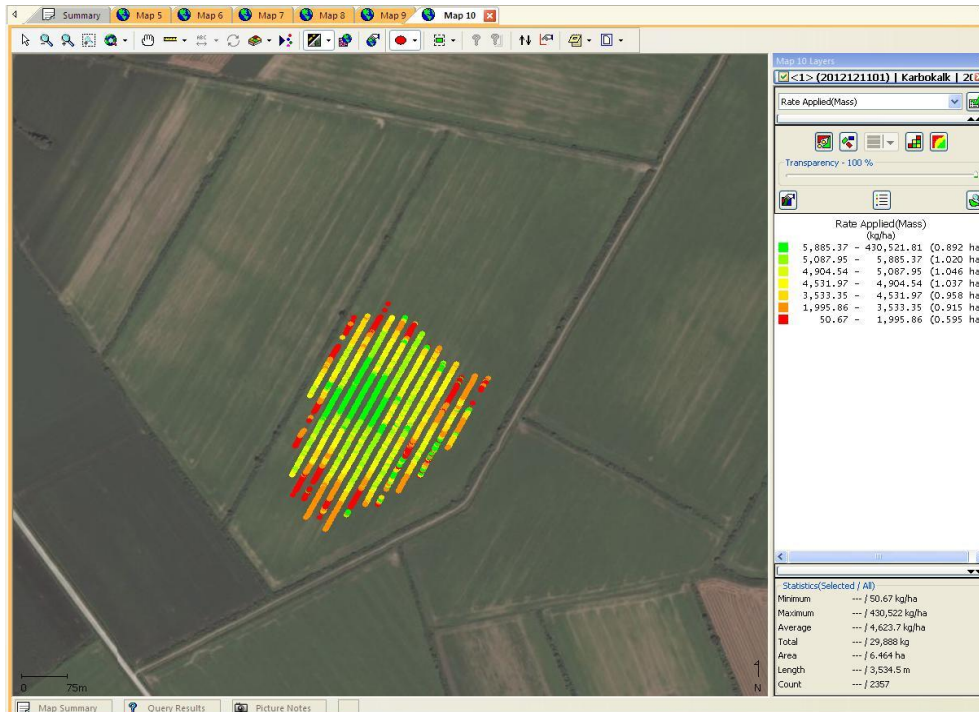 Summary Map 5 Map 6 Map 7 Map 8 Map 9 Map 10
Map 10 Layers
<1> (2012121101) | Karbokalk | 20
Rate Applied(Mass)
Transparency - 100 %
Rate Applied(Mass)
(kg/ha)
5,885.37 - 430,521.81 (0.892 ha
5,087.95 - 5,885.37 (1.020 ha
4,904.54 - 5,087.95 (1.046 ha
4,531.97 - 4,904.54 (1.037 ha
3,533.35 - 4,531.97 (0.958 ha
1,995.86 - 3,533.35 (0.915 ha
50.67 - 1,995.86 (0.595 ha
Statistics(Selected / All)
Minimum --- / 50.67 kg/ha
Maximum --- / 430,522 kg/ha
Average --- / 4,623.7 kg/ha
Total --- / 29,888 kg
Area --- / 6.464 ha
Length --- / 3,534.5 m
Count --- / 2357
0 75m N
Map Summary Query Results Picture Notes